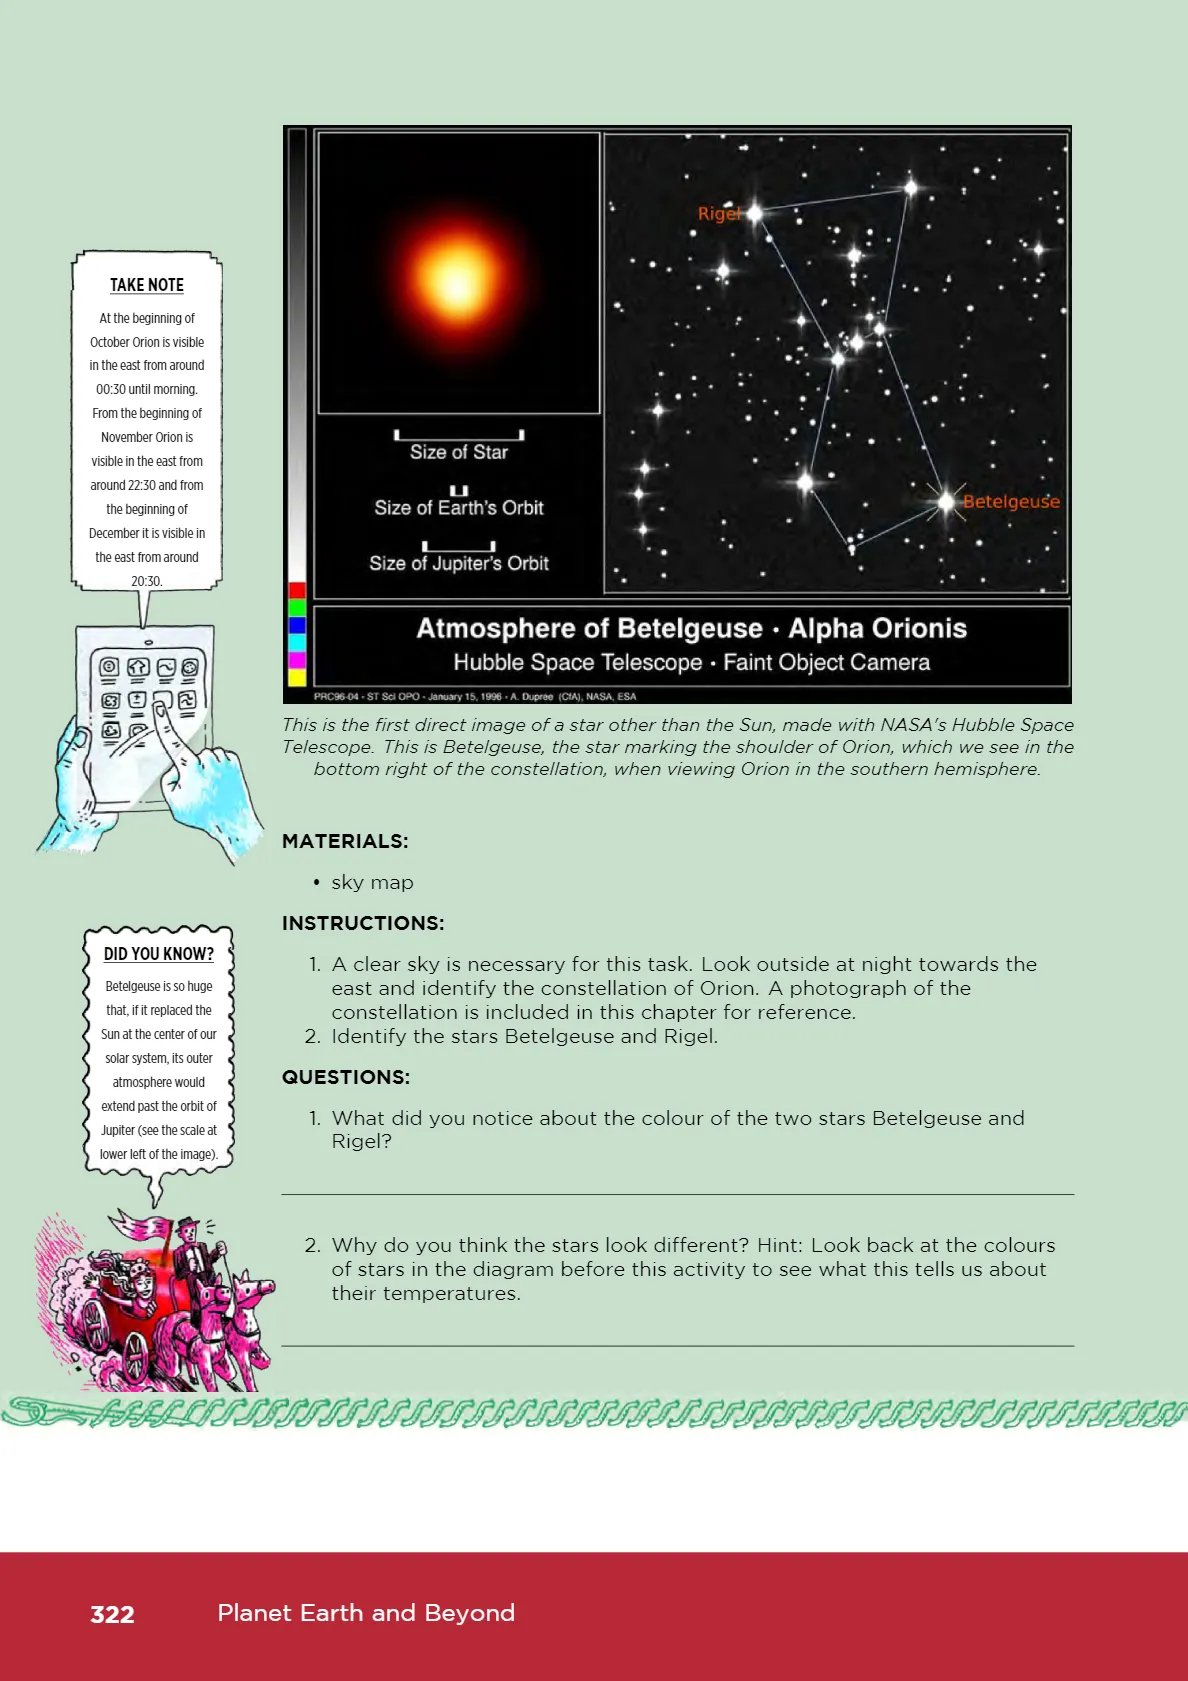 Rigel
Betelgeuse
Size of Star
Size of Earth's Orbit
Size of Jupiter's Orbit
Atmosphere of Betelgeuse · Alpha Orionis
Hubble Space Telescope · Faint Object Camera
PRC96-04 · ST ScI OPO · January 15, 1996 · A. Dupree (CfA), NASA, ESA
This is the first direct image of a star other than the Sun, made with NASA's Hubble Space
Telescope. This is Betelgeuse, the star marking the shoulder of Orion, which we see in the
bottom right of the constellation, when viewing Orion in the southern hemisphere.
TAKE NOTE
At the beginning of
October Orion is visible
in the east from around
00:30 until morning.
From the beginning of
November Orion is
visible in the east from
around 22:30 and from
the beginning of
December it is visible in
the east from around
20:30.
MATERIALS:
• sky map
INSTRUCTIONS:
1. A clear sky is necessary for this task. Look outside at night towards the
east and identify the constellation of Orion. A photograph of the
constellation is included in this chapter for reference.
2. Identify the stars Betelgeuse and Rigel.
DID YOU KNOW?
Betelgeuse is so huge
that, if it replaced the
Sun at the center of our
solar system, its outer
atmosphere would
extend past the orbit of
Jupiter (see the scale at
lower left of the image).
QUESTIONS:
1. What did you notice about the colour of the two stars Betelgeuse and
Rigel?
2. Why do you think the stars look different? Hint: Look back at the colours
of stars in the diagram before this activity to see what this tells us about
their temperatures.
322
Planet Earth and Beyond